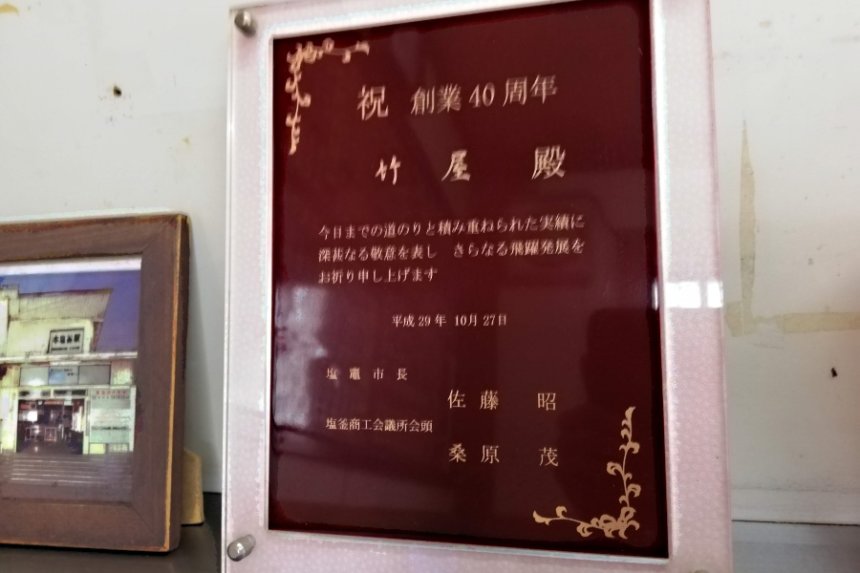 祝 創業40周年
竹屋 殿
今日までの道のりと積み重ねられた実績に
深甚なる敬意を表し さらなる飛躍発展を
お祈り申し上げます
平成29年 10月27日
塩竈市長
佐藤 昭
塩釜商工会議所会頭
桑原 茂